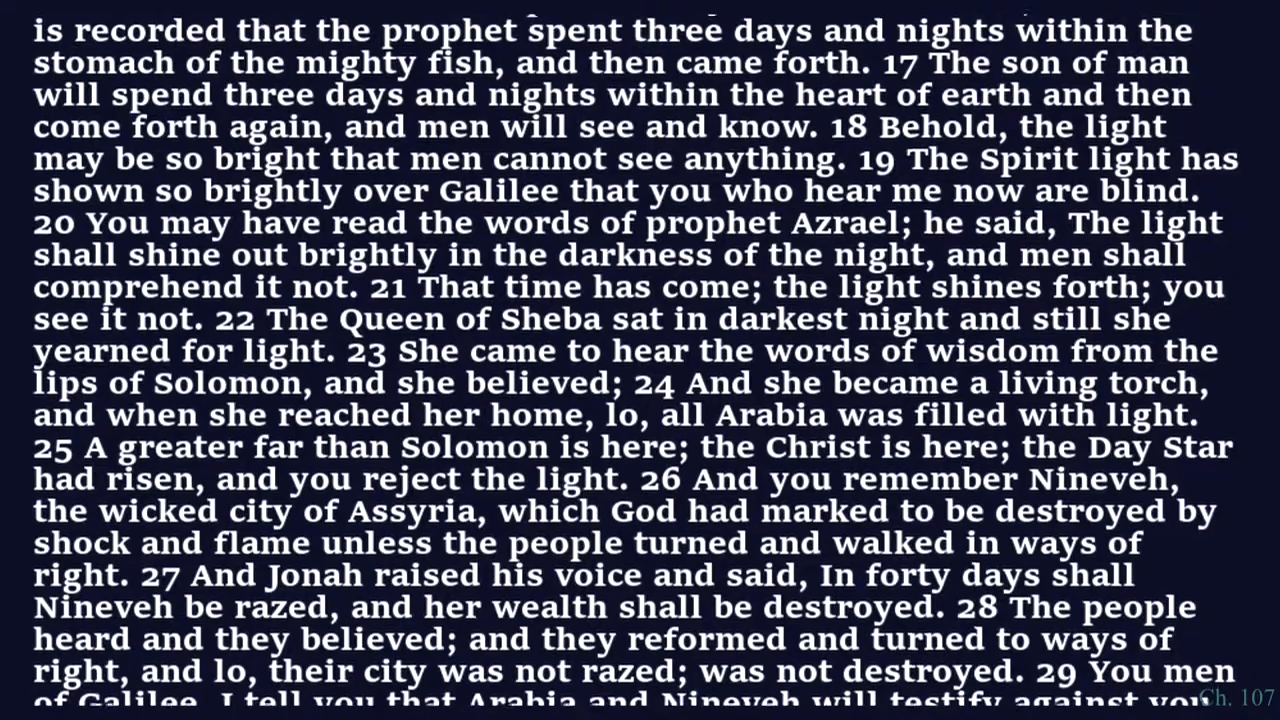 is recorded that the prophet spent three days and nights within the
stomach of the mighty fish, and then came forth. 17 The son of man
will spend three days and nights within the heart of earth and then
come forth again, and men will see and know. 18 Behold, the light
may be so bright that men cannot see anything. 19 The Spirit light has
shown so brightly over Galilee that you who hear me now are blind.
20 You may have read the words of prophet Azrael; he said, The light
shall shine out brightly in the darkness of the night, and men shall
comprehend it not. 21 That time has come; the light shines forth; you
see it not. 22 The Queen of Sheba sat in darkest night and still she
yearned for light. 23 She came to hear the words of wisdom from the
lips of Solomon, and she believed; 24 And she became a living torch,
and when she reached her home, lo, all Arabia was filled with light.
25 A greater far than Solomon is here; the Christ is here; the Day Star
had risen, and you reject the light. 26 And you remember Nineveh,
the wicked city of Assyria, which God had marked to be destroyed by
shock and flame unless the people turned and walked in ways of
right. 27 And Jonah raised his voice and said, In forty days shall
Nineveh be razed, and her wealth shall be destroyed. 28 The people
heard and they believed; and they reformed and turned to ways of
right, and lo, their city was not razed; was not destroyed. 29 You men
of Galilee, I tell you that Arabia and Nineveh will testify against you
Ch. 107